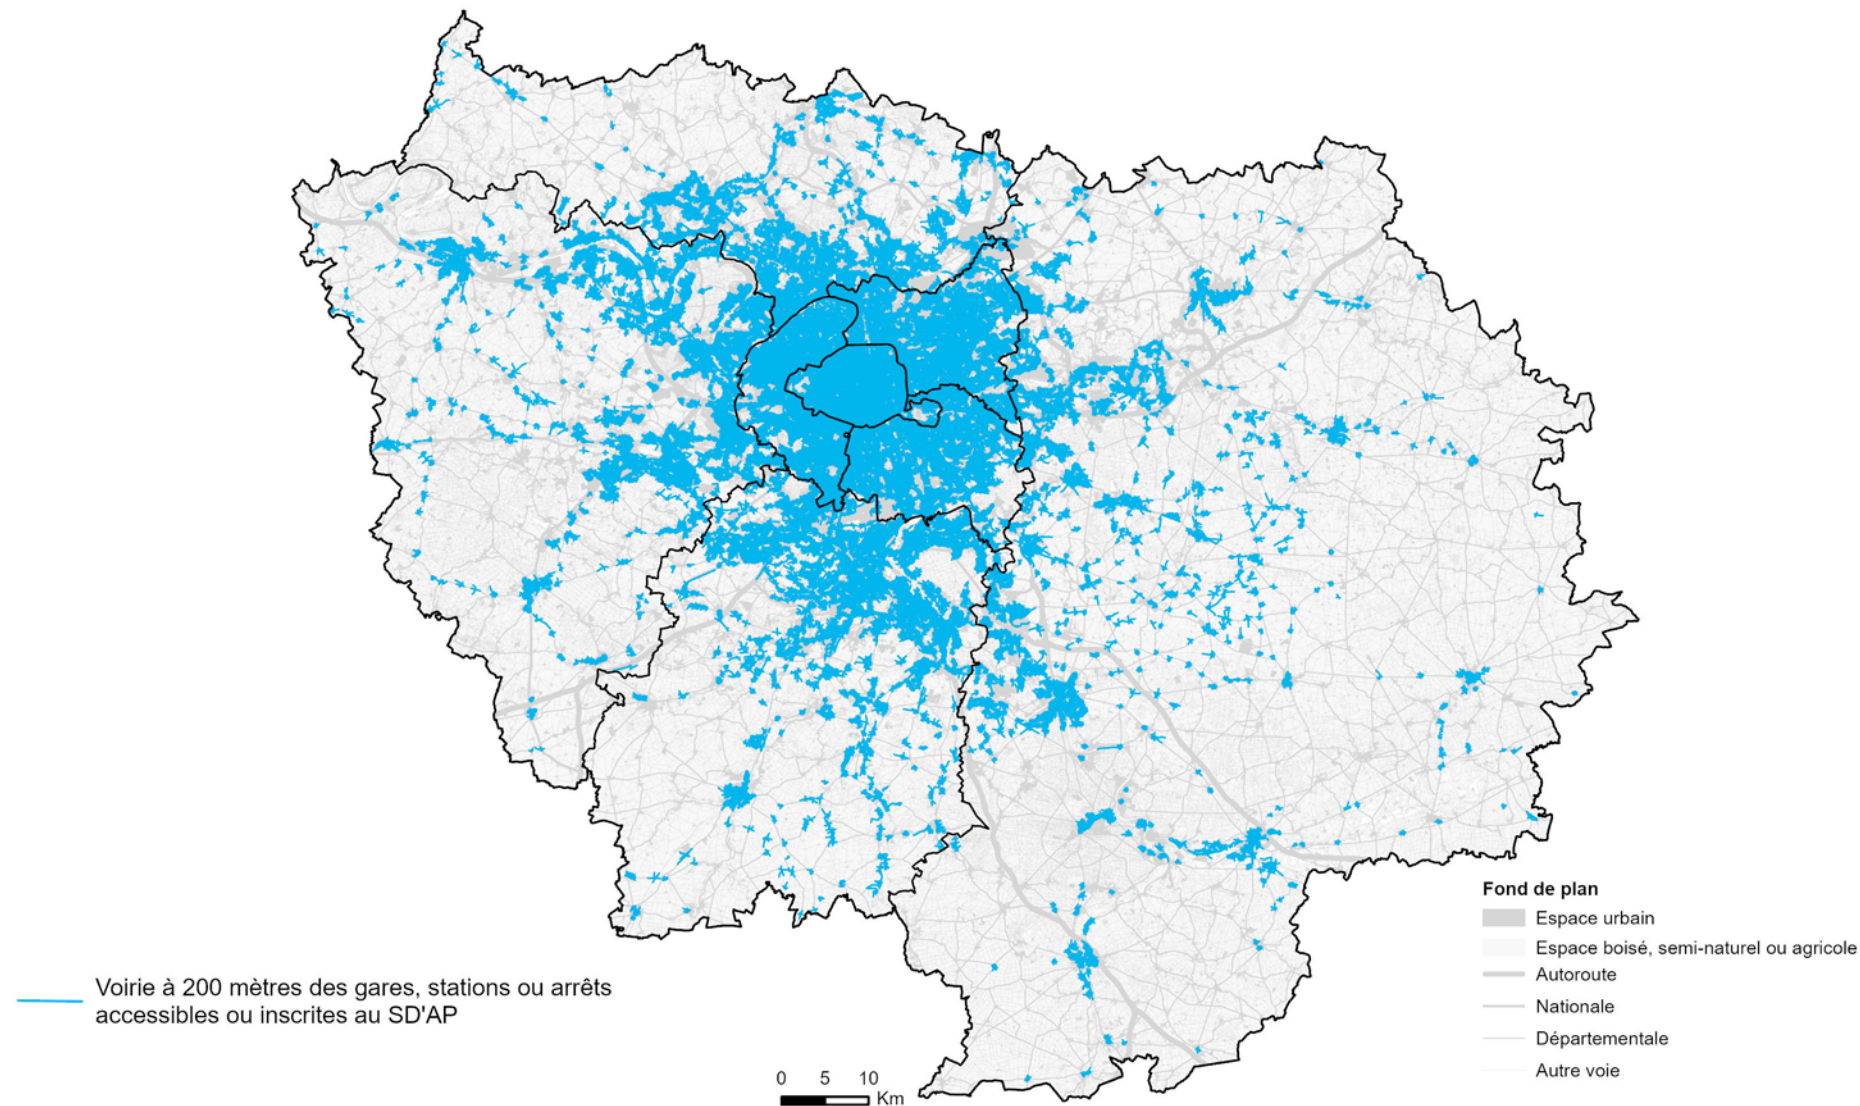 Fond de plan
Espace urbain
Espace boisé, semi-naturel ou agricole
Autoroute
Nationale
Départementale
Autre voie
Voirie à 200 mètres des gares, stations ou arrêts
accessibles ou inscrites au SD'AP
0 5 10
Km